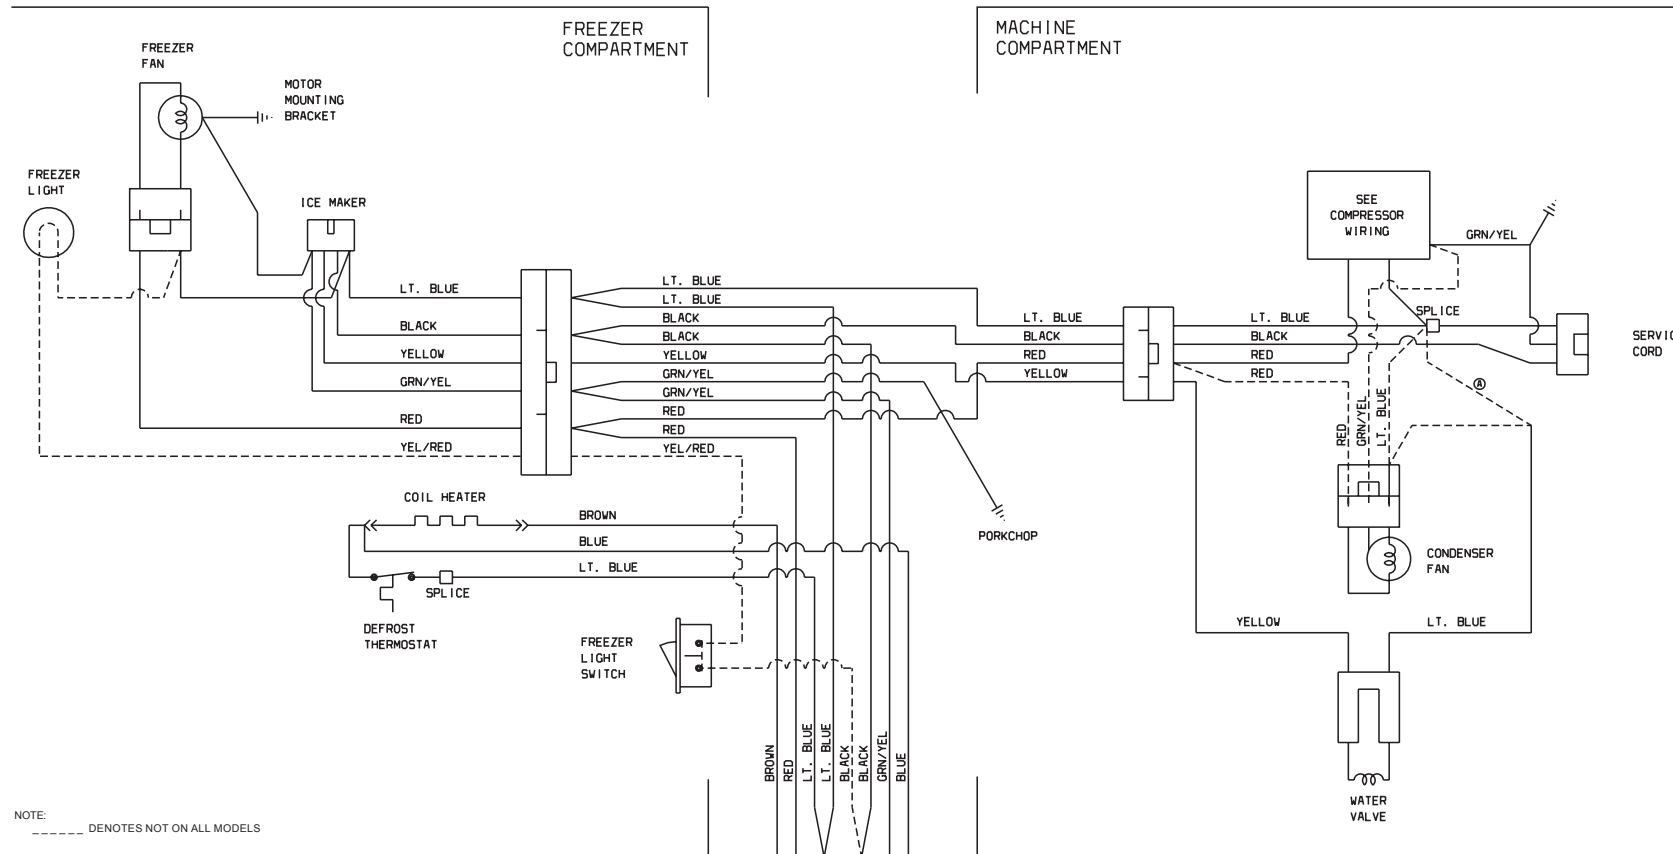 FREEZER
COMPARTMENT
MACHINE
COMPARTMENT
FREEZER
FAN
MOTOR
MOUNTING
BRACKET
FREEZER
LIGHT
ICE MAKER
SEE
COMPRESSOR
WIRING
GRN/YEL
LT. BLUE
BLACK
YELLOW
GRN/YEL
RED
YEL/RED
LT. BLUE
LT. BLUE
BLACK
BLACK
YELLOW
GRN/YEL
GRN/YEL
RED
RED
YEL/RED
LT. BLUE
BLACK
RED
YELLOW
LT. BLUE
BLACK
RED
RED
SPLICE
SERVIC
CORD
A
RED
GRN/YEL
LT. BLUE
COIL HEATER
BROWN
BLUE
LT. BLUE
SPLICE
DEFROST
THERMOSTAT
PORKCHOP
CONDENSER
FAN
FREEZER
LIGHT
SWITCH
YELLOW
LT. BLUE
BROWN
RED
LT. BLUE
LT. BLUE
BLACK
BLACK
GRN/YEL
BLUE
WATER
VALVE
NOTE:
______ DENOTES NOT ON ALL MODELS